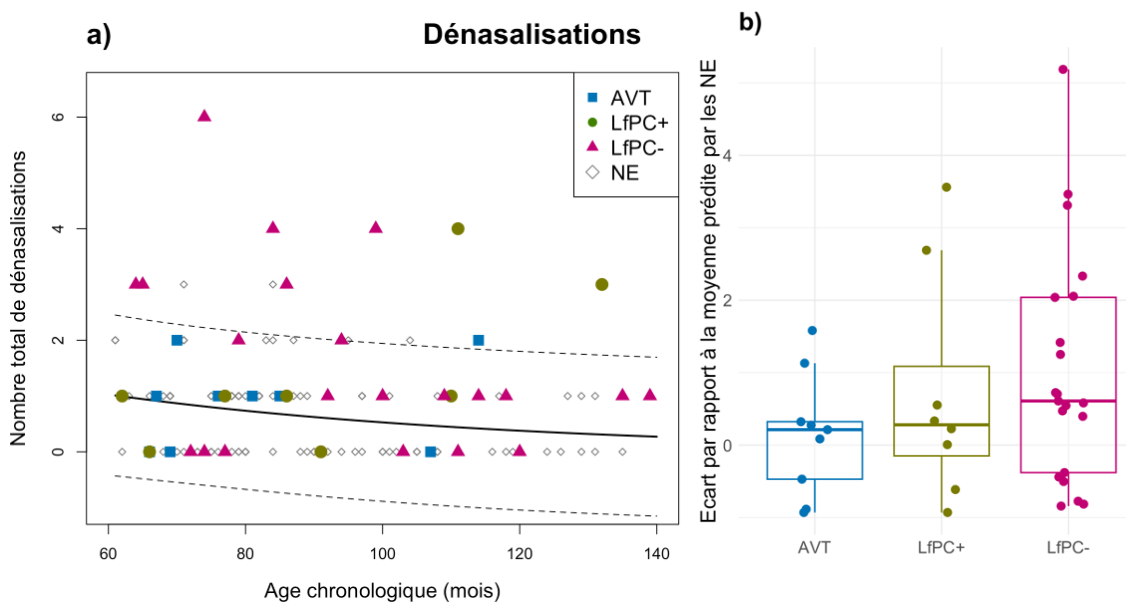 a)
Dénasalisations
Nombre total de dénasalisations
6
4
2
0
AVT
LfPC+
LfPC-
NE
60
80
100
120
140
Age chronologique (mois)
b)
Ecart par rapport à la moyenne prédite par les NE
4
2
0
AVT
LfPC+
LfPC-